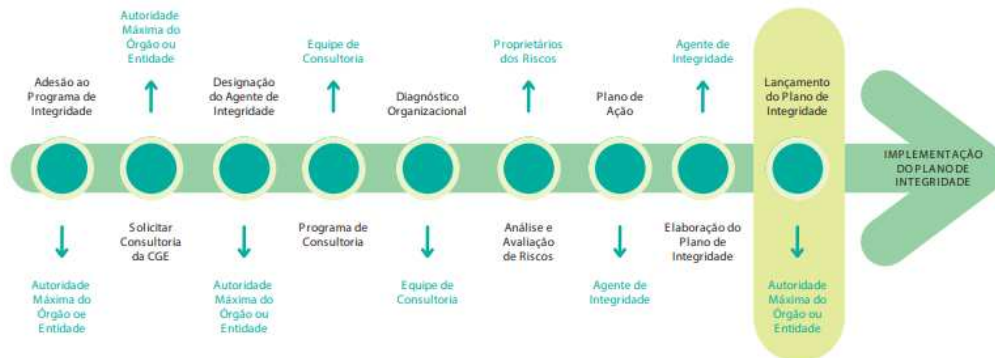 Autoridade
Máxima do
Órgão ou
Entidade
Equipe de
Consultoria
Proprietários
dos Riscos
Agente de
Integridade
Adesão ao
Programa de
Integridade
Designação
do Agente de
Integridade
Diagnóstico
Organizacional
Plano de
Ação
Lançamento
do Plano de
Integridade
IMPLEMENTAÇÃO
DO PLANO DE
INTEGRIDADE
Solicitar
Consultoria
da CGE
Programa de
Consultoria
Análise e
Avaliação
de Riscos
Elaboração do
Plano de
Integridade
Autoridade
Máxima do
Órgão oe
Entidade
Autoridade
Máxima do
Órgão ou
Entidade
Equipe de
Consultoria
Agente de
Integridade
Autoridade
Máxima do
Órgão ou
Entidade